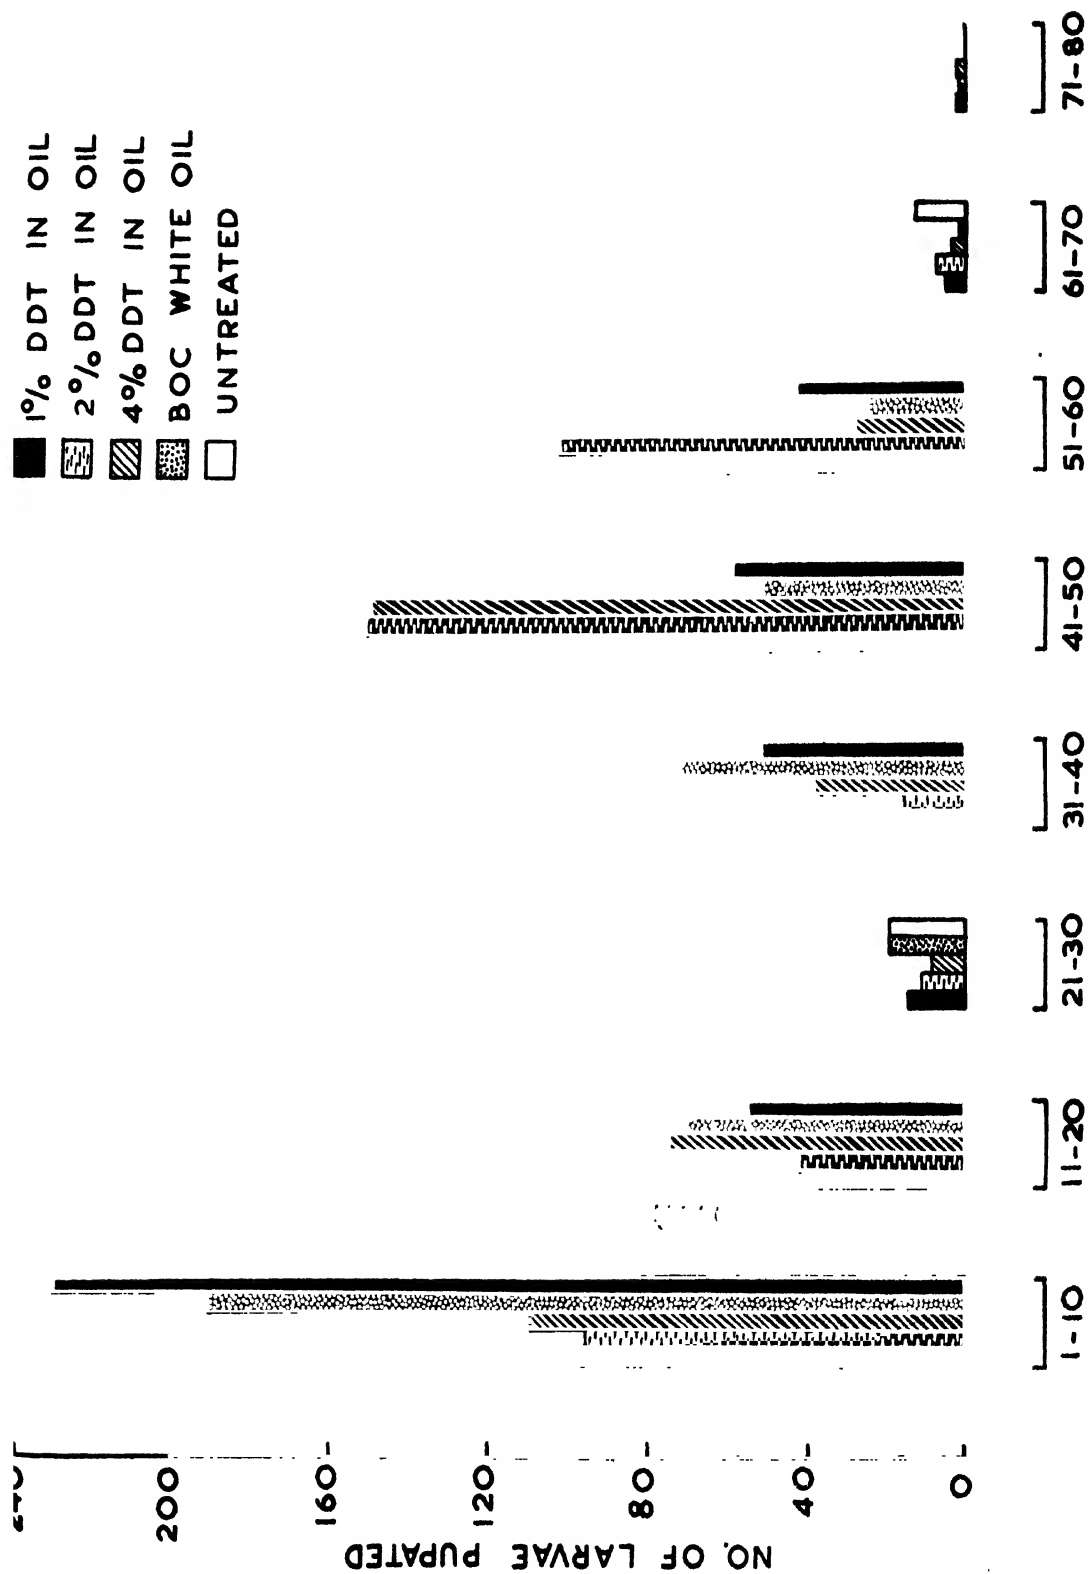 1% DDT IN OIL
2% DDT IN OIL
4% DDT IN OIL
BOC WHITE OIL
UNTREATED
NO. OF LARVAE PUPATED
240
200
160
120
80
40
0
1-10
11-20
21-30
31-40
41-50
51-60
61-70
71-80